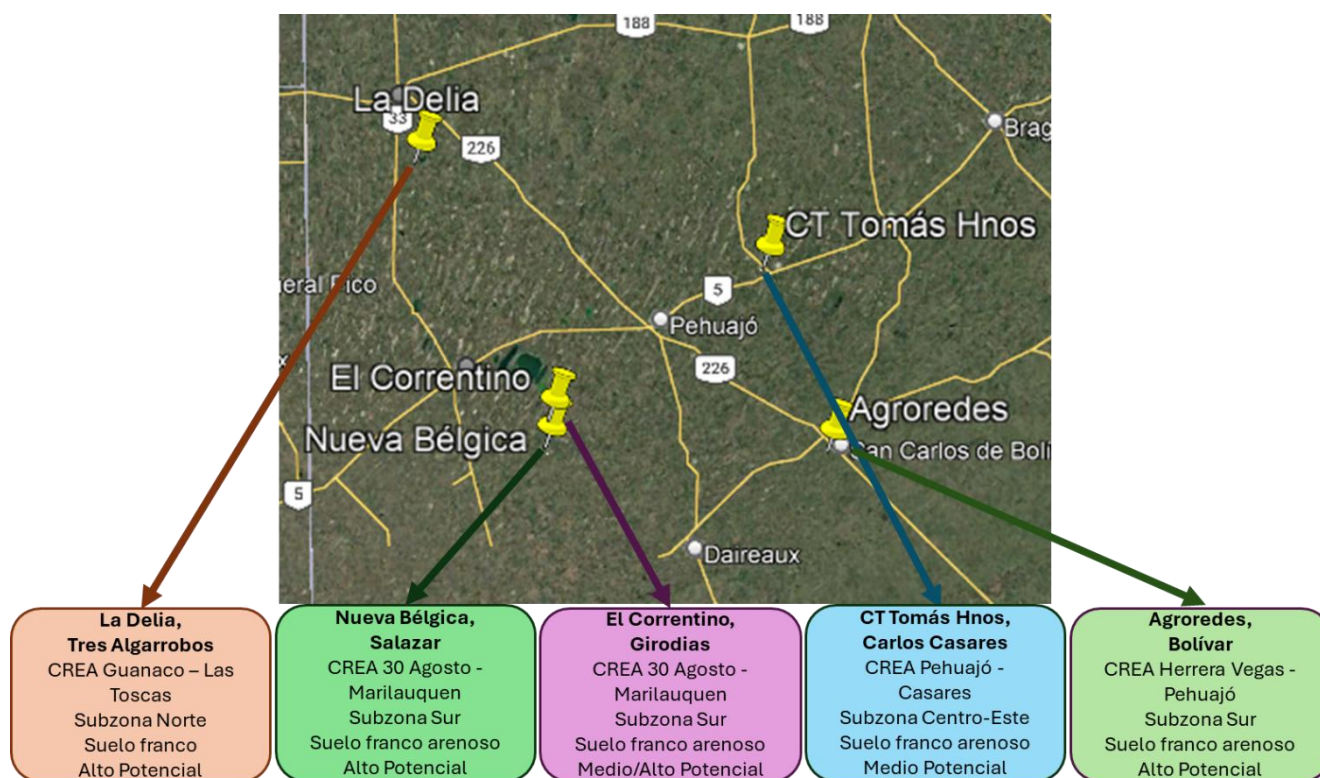 188
188
La Delia
33
226
Brag
CT Tomás Hnos
eral Pico
5
Pehuajó
226
El Correntino
Agroredes
Nueva Bélgica
San Carlos de Bolí
5
Daireaux
La Delia,
Tres Algarrobos
CREA Guanaco – Las
Toscas
Subzona Norte
Suelo franco
Alto Potencial
Nueva Bélgica,
Salazar
CREA 30 Agosto -
Marilauquen
Subzona Sur
Suelo franco arenoso
Alto Potencial
El Correntino,
Girodias
CREA 30 Agosto -
Marilauquen
Subzona Sur
Suelo franco arenoso
Medio/Alto Potencial
CT Tomás Hnos,
Carlos Casares
CREA Pehuajó -
Casares
Subzona Centro-Este
Suelo franco arenoso
Medio Potencial
Agroredes,
Bolívar
CREA Herrera Vegas -
Pehuajó
Subzona Sur
Suelo franco arenoso
Alto Potencial